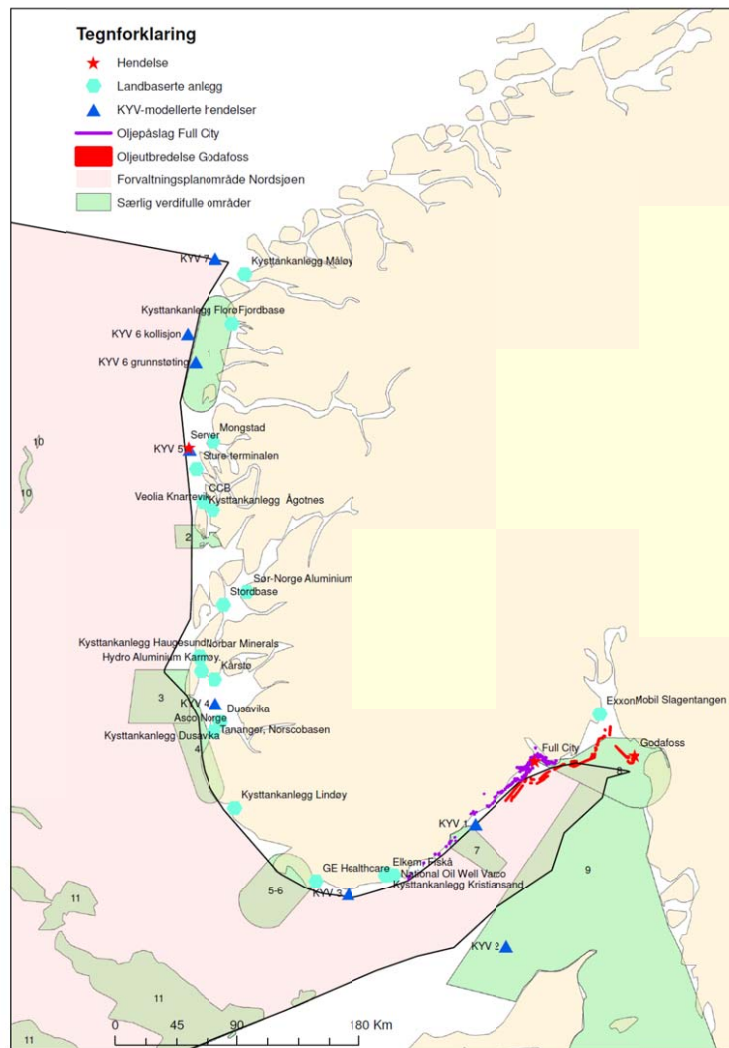 Tegnforklaring
Hendelse
Landbaserte anlegg
KYV-modellerte hendelser
Oljepåslag Full City
Oljeutbredelse Godafoss
Forvaltningsplanområde Nordsjøen
Særlig verdifulle områder
KYV 7
Kysttankanlegg Måløy
Kysttankanlegg Florø
Fjordbase
KYV 6 kollisjon
KYV 6 grunnstøting
Server
Mongstad
10
KYV 5
Sture-terminalen
10
CCB
Veolia Knarrevik
Kysttankanlegg Ågotnes
2
Sør-Norge Aluminium
Stordbase
Kysttankanlegg Haugesund
Norbar Minerals
Hydro Aluminium Karmøy
Kårstø
3
KYV 4
Dusavika
ExxonMobil Slagentangen
Asco Norge
Tananger, Norscobasen
Kysttankanlegg Dusavika
4
Full City
Godafoss
8
Kysttankanlegg Lindøy
KYV 1
7
GE Healthcare
Elkem Fiskå
9
5-6
National Oil Well Varco
Kysttankanlegg Kristiansand
KYV 3
11
KYV 2
11
11
0 45 90 180 Km